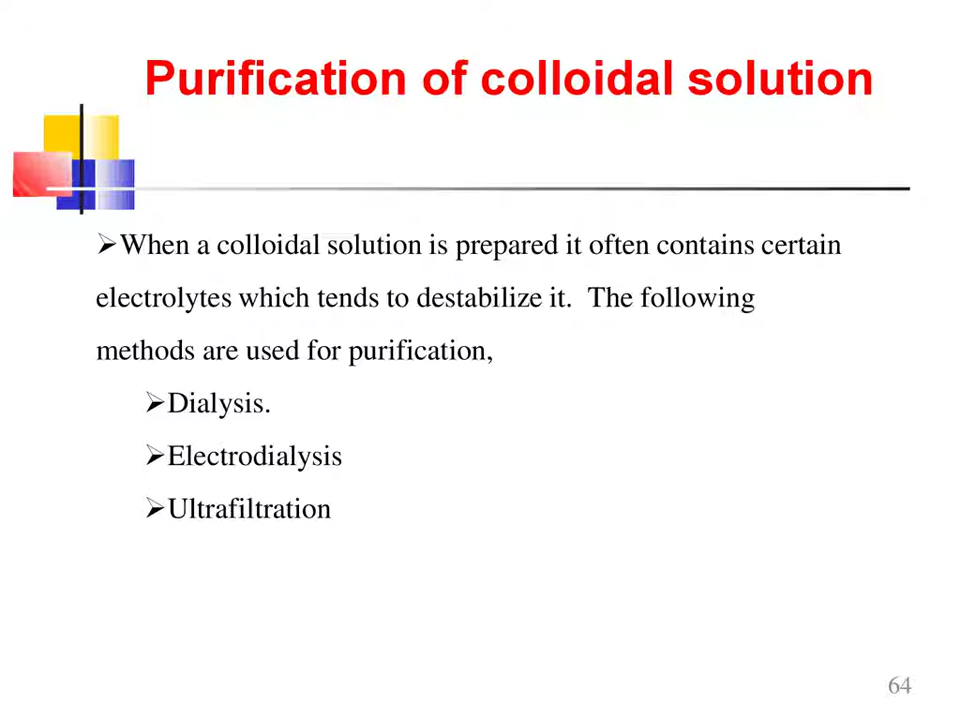 Purification of colloidal solution
➢When a colloidal solution is prepared it often contains certain
electrolytes which tends to destabilize it. The following
methods are used for purification,
➢Dialysis.
➢Electrodialysis
➢Ultrafiltration
64